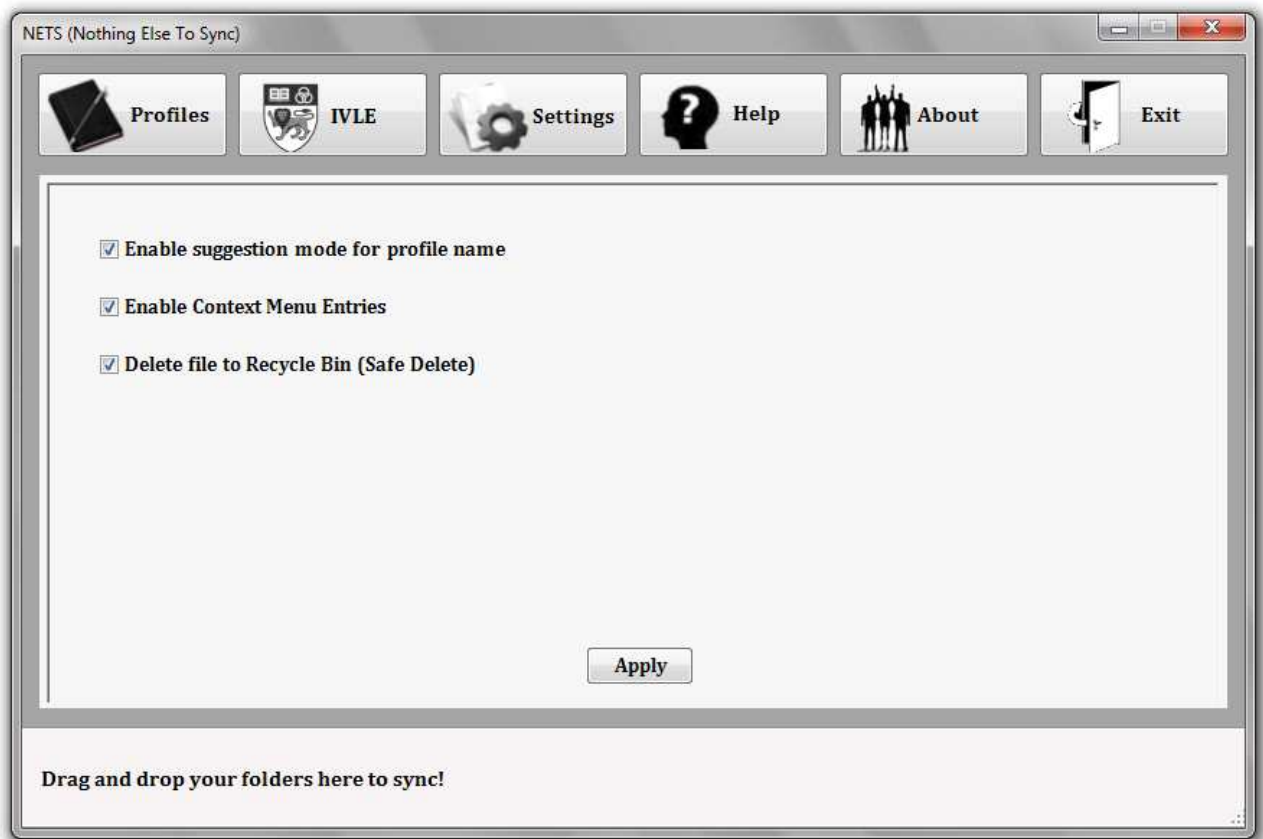 NETS (Nothing Else To Sync)
Profiles
IVLE
Settings
Help
About
Exit
Enable suggestion mode for profile name
Enable Context Menu Entries
Delete file to Recycle Bin (Safe Delete)
Apply
Drag and drop your folders here to sync!